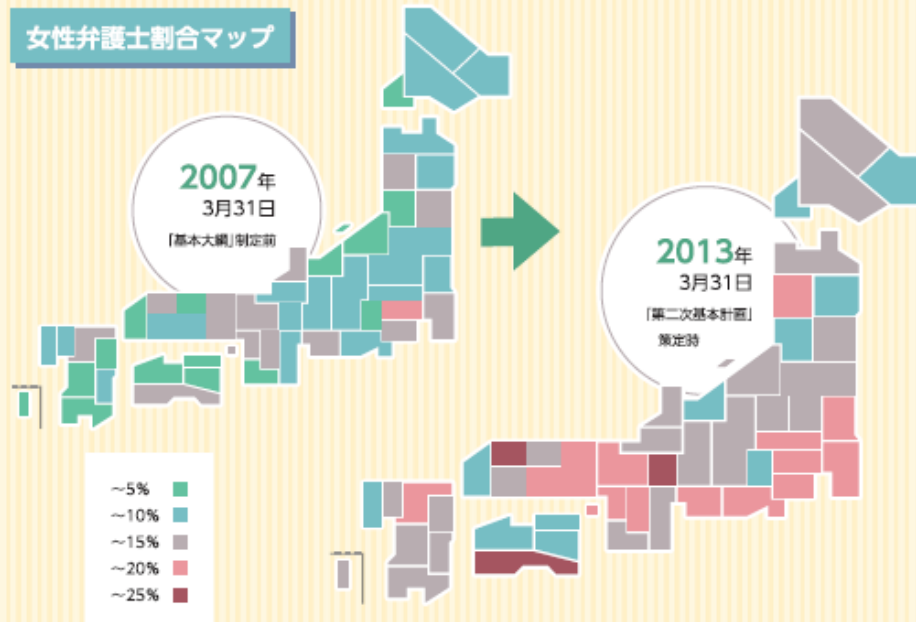 女性弁護士割合マップ
2007年
3月31日
「基本大綱」制定前
2013年
3月31日
「第二次基本計画」
策定時
～5%
～10%
～15%
～20%
～25%